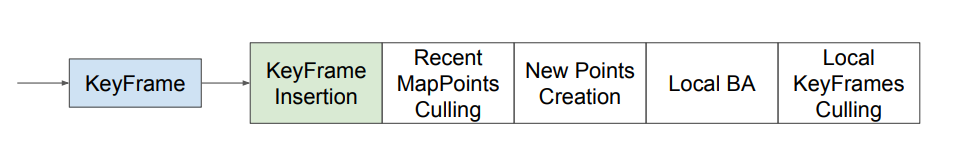 KeyFrame
KeyFrame
Insertion
Recent
MapPoints
Culling
New Points
Creation
Local BA
Local
KeyFrames
Culling